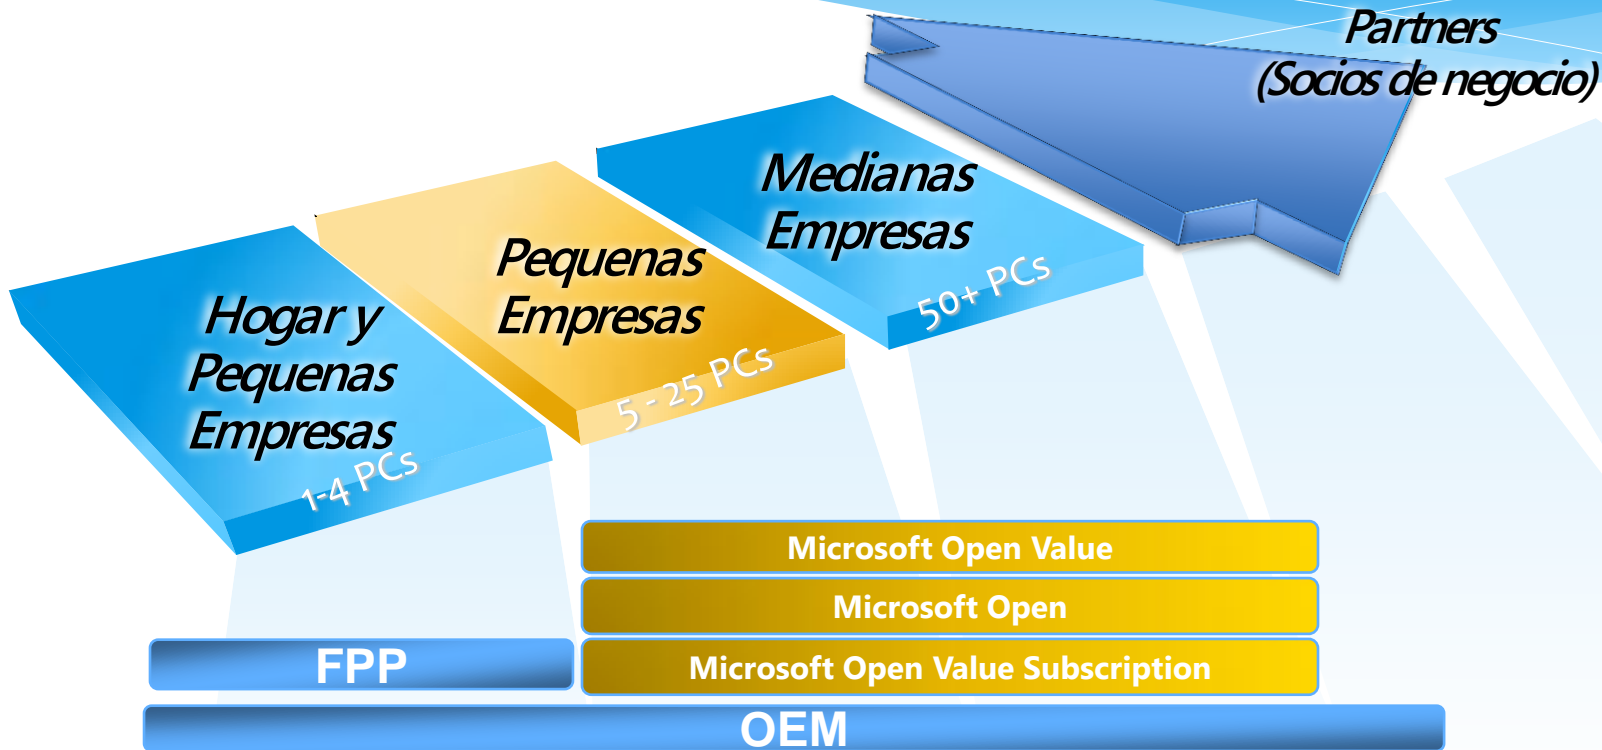 Partners
(Socios de negocio)
Medianas
Empresas
50+ PCs
Pequenas
Empresas
5 - 25 PCs
Hogar y
Pequenas
Empresas
1-4 PCs
Microsoft Open Value
Microsoft Open
FPP
Microsoft Open Value Subscription
OEM